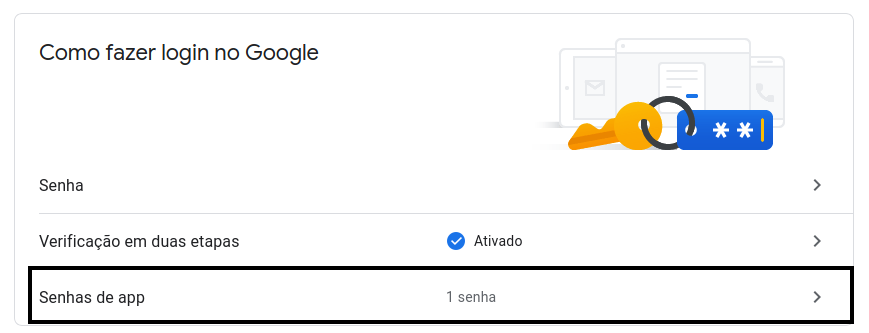 Como fazer login no Google
Senha
Verificação em duas etapas Ativado
Senhas de app 1 senha